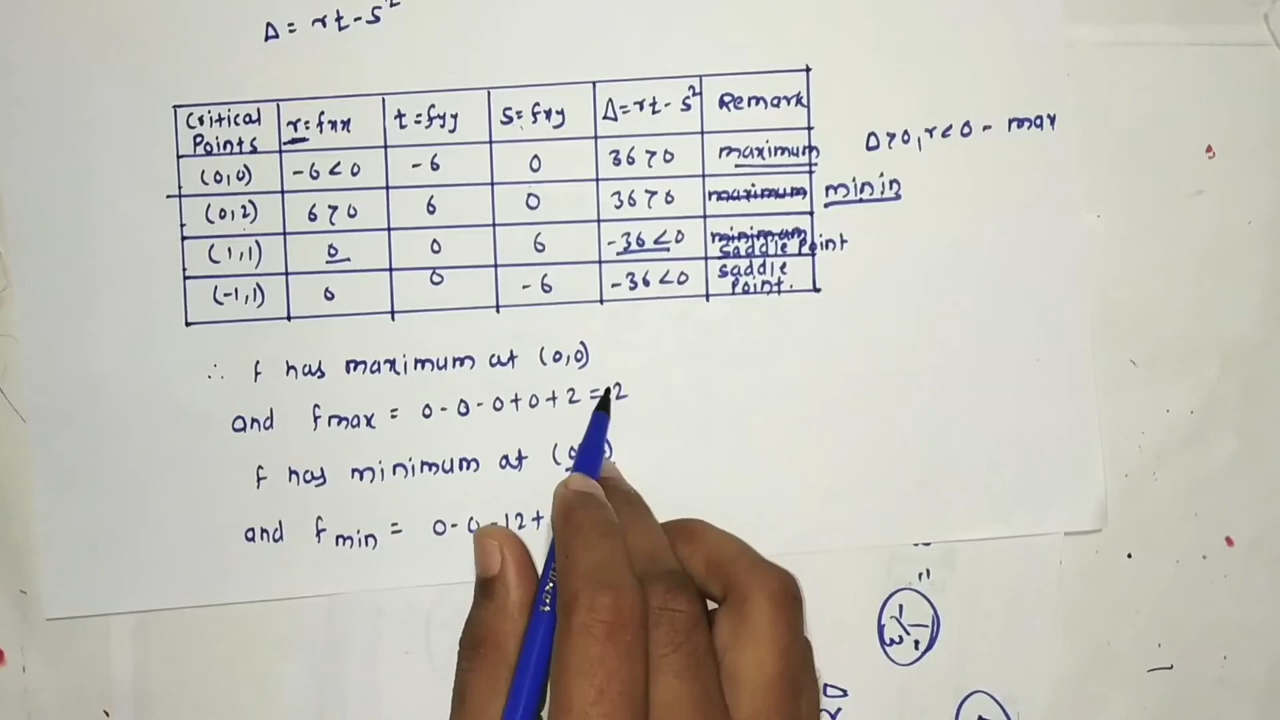 Δ = rt - s²
Critical Points | r = fxx | t = fyy | s = fxy | Δ = rt - s² | Remark
(0,0) | -6 < 0 | -6 | 0 | 36 > 0 | maximum Δ > 0, r < 0 - max
(0,2) | 6 > 0 | 6 | 0 | 36 > 0 | maximum minin
(1,1) | 0 | 0 | 6 | -36 < 0 | minimum saddle point
(-1,1) | 0 | 0 | -6 | -36 < 0 | saddle point.
∴ f has maximum at (0,0)
and fmax = 0 - 0 - 0 + 0 + 2 = 2
f has minimum at (0
and fmin = 0 - 0 - 12 +